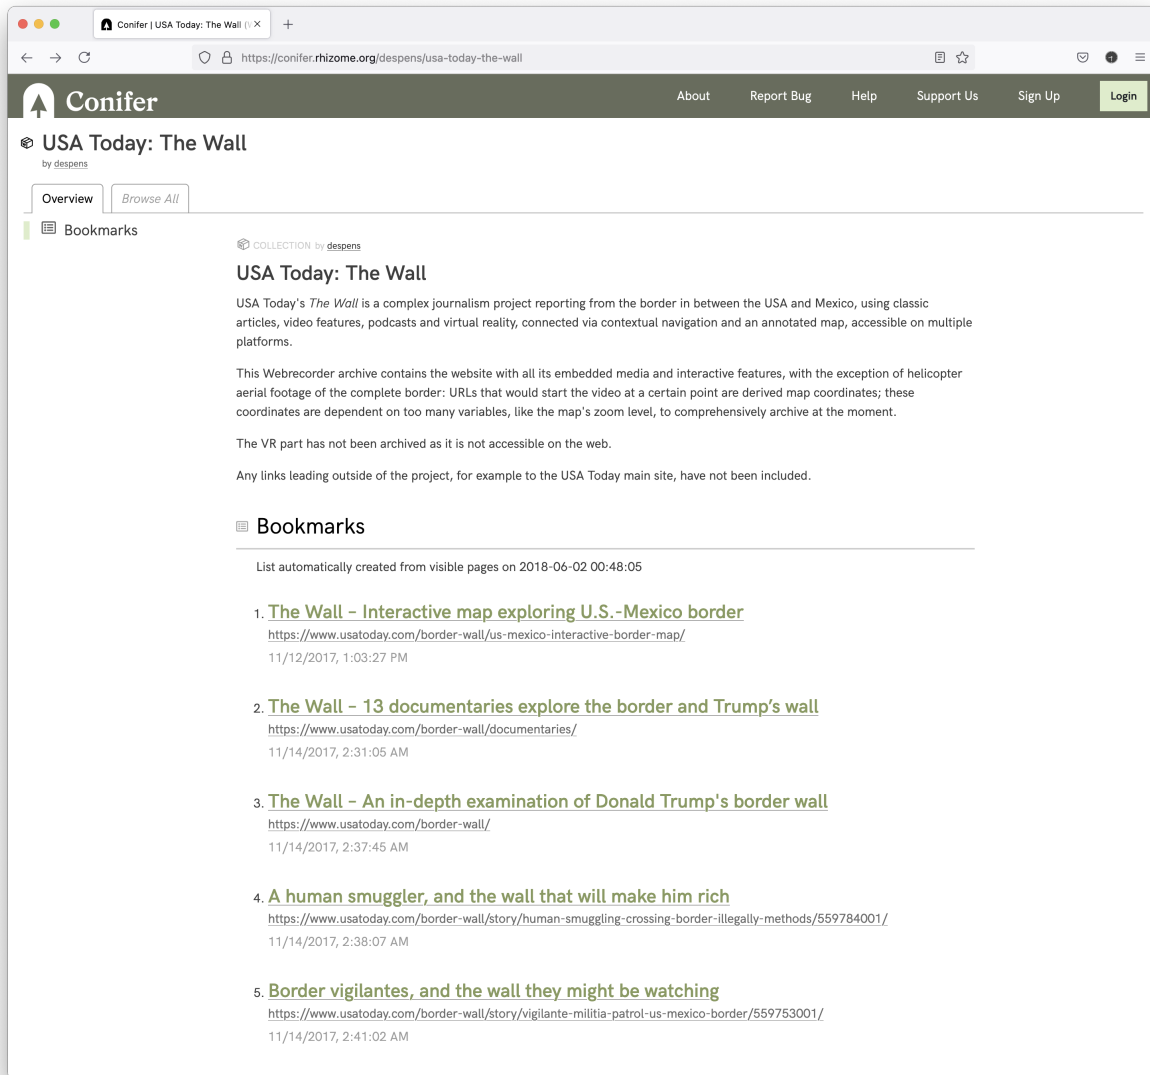 Conifer | USA Today: The Wall
https://conifer.rhizome.org/despens/usa-today-the-wall
Conifer
About
Report Bug
Help
Support Us
Sign Up
Login
USA Today: The Wall
by despens
Overview
Browse All
Bookmarks
COLLECTION by despens
USA Today: The Wall
USA Today's The Wall is a complex journalism project reporting from the border in between the USA and Mexico, using classic
articles, video features, podcasts and virtual reality, connected via contextual navigation and an annotated map, accessible on multiple
platforms.
This Webrecorder archive contains the website with all its embedded media and interactive features, with the exception of helicopter
aerial footage of the complete border: URLs that would start the video at a certain point are derived map coordinates; these
coordinates are dependent on too many variables, like the map's zoom level, to comprehensively archive at the moment.
The VR part has not been archived as it is not accessible on the web.
Any links leading outside of the project, for example to the USA Today main site, have not been included.
Bookmarks
List automatically created from visible pages on 2018-06-02 00:48:05
1. The Wall – Interactive map exploring U.S.-Mexico border
https://www.usatoday.com/border-wall/us-mexico-interactive-border-map/
11/12/2017, 1:03:27 PM
2. The Wall – 13 documentaries explore the border and Trump’s wall
https://www.usatoday.com/border-wall/documentaries/
11/14/2017, 2:31:05 AM
3. The Wall – An in-depth examination of Donald Trump's border wall
https://www.usatoday.com/border-wall/
11/14/2017, 2:37:45 AM
4. A human smuggler, and the wall that will make him rich
https://www.usatoday.com/border-wall/story/human-smuggling-crossing-border-illegally-methods/559784001/
11/14/2017, 2:38:07 AM
5. Border vigilantes, and the wall they might be watching
https://www.usatoday.com/border-wall/story/vigilante-militia-patrol-us-mexico-border/559753001/
11/14/2017, 2:41:02 AM